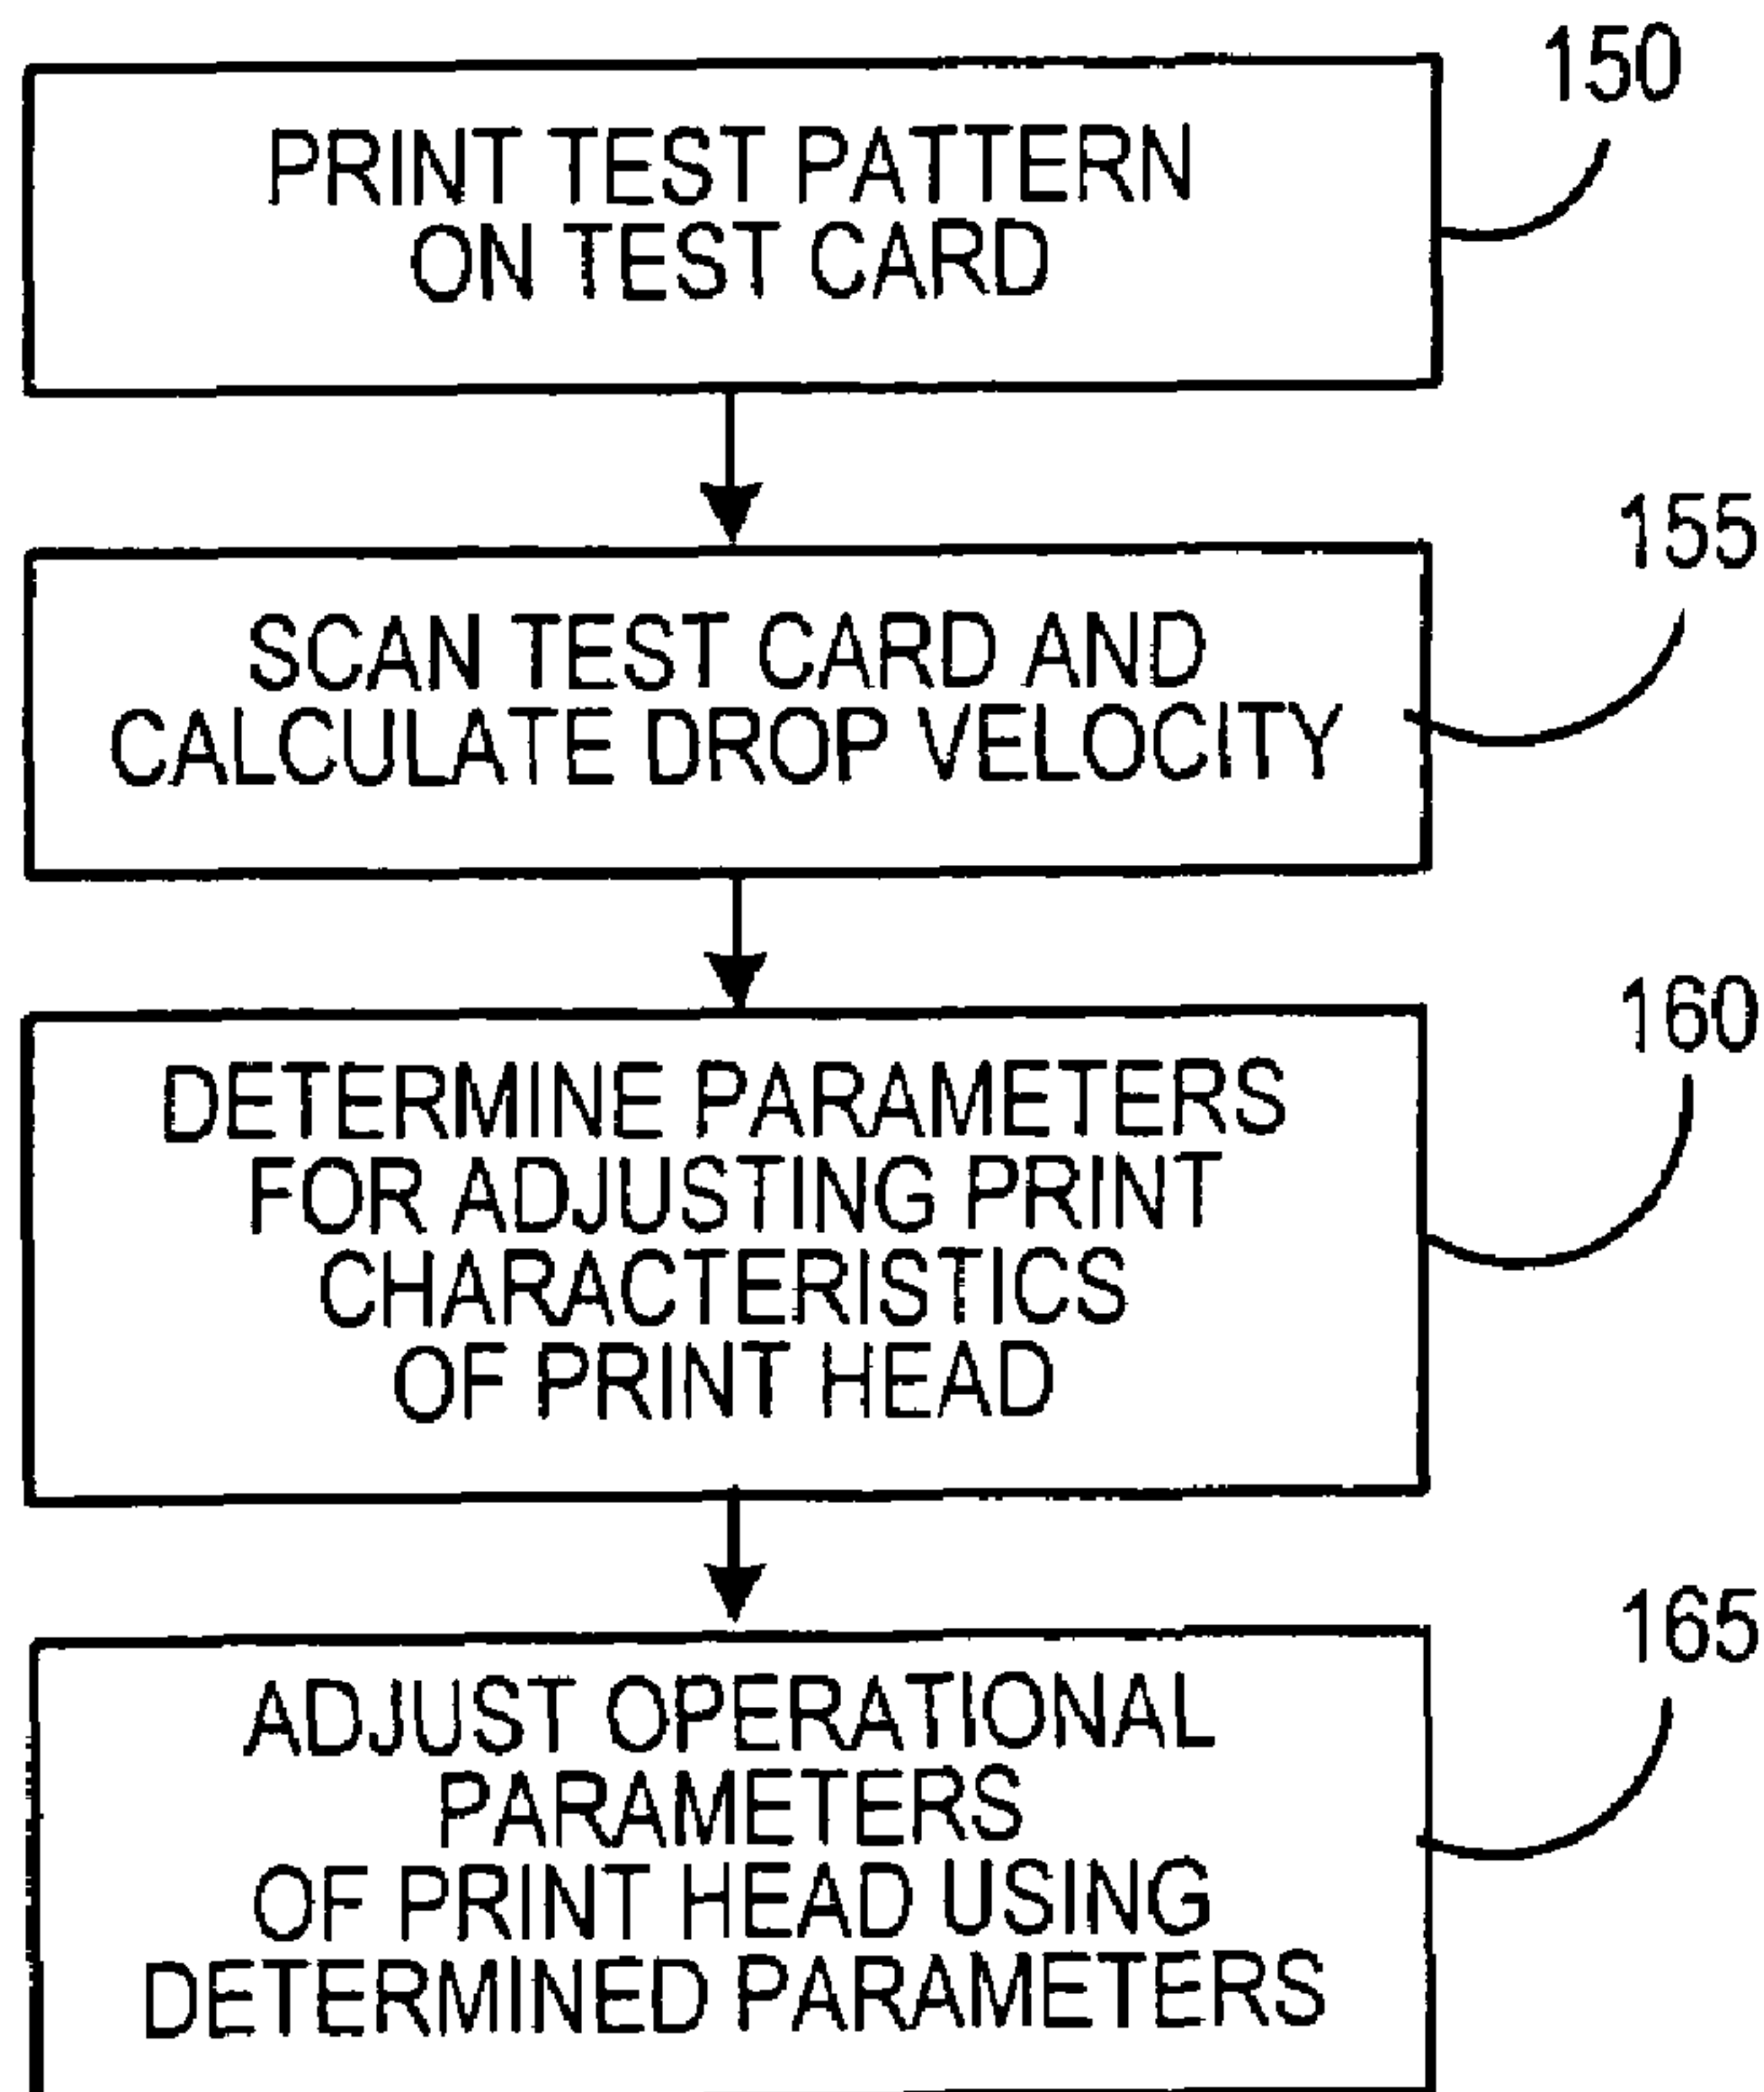 150
PRINT TEST PATTERN
ON TEST CARD
155
SCAN TEST CARD AND
CALCULATE DROP VELOCITY
160
DETERMINE PARAMETERS
FOR ADJUSTING PRINT
CHARACTERISTICS
OF PRINT HEAD
165
ADJUST OPERATIONAL
PARAMETERS
OF PRINT HEAD USING
DETERMINED PARAMETERS